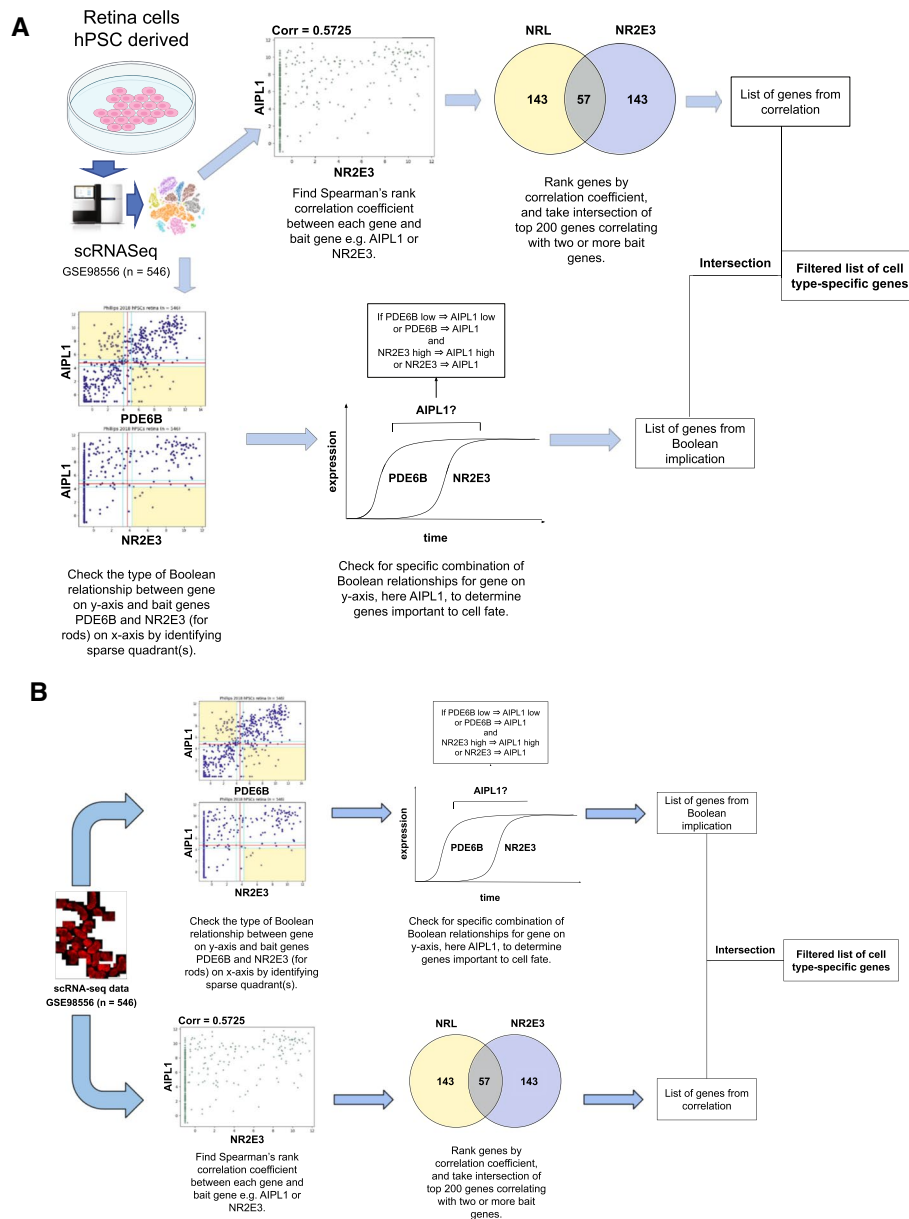 A
Retina cells
hPSC derived
scRNASeq
GSE98556 (n = 546)
Corr = 0.5725
AIPL1
NR2E3
Find Spearman's rank
correlation coefficient
between each gene and
bait gene e.g. AIPL1 or
NR2E3.
NRL
NR2E3
143
57
143
Rank genes by
correlation coefficient,
and take intersection of
top 200 genes correlating
with two or more bait
genes.
List of genes from
correlation
Intersection
Filtered list of cell
type-specific genes
AIPL1
PDE6B
AIPL1
NR2E3
Check the type of Boolean
relationship between gene
on y-axis and bait genes
PDE6B and NR2E3 (for
rods) on x-axis by identifying
sparse quadrant(s).
If PDE6B low ⇒ AIPL1 low
or PDE6B ⇒ AIPL1
and
NR2E3 high ⇒ AIPL1 high
or NR2E3 ⇒ AIPL1
AIPL1?
expression
PDE6B
NR2E3
time
Check for specific combination of
Boolean relationships for gene on
y-axis, here AIPL1, to determine
genes important to cell fate.
List of genes from
Boolean
implication
B
scRNA-seq data
GSE98556 (n = 546)
AIPL1
PDE6B
AIPL1
NR2E3
Check the type of Boolean
relationship between gene
on y-axis and bait genes
PDE6B and NR2E3 (for
rods) on x-axis by identifying
sparse quadrant(s).
If PDE6B low ⇒ AIPL1 low
or PDE6B ⇒ AIPL1
and
NR2E3 high ⇒ AIPL1 high
or NR2E3 ⇒ AIPL1
AIPL1?
expression
PDE6B
NR2E3
time
Check for specific combination of
Boolean relationships for gene on
y-axis, here AIPL1, to determine
genes important to cell fate.
List of genes from
Boolean
implication
Intersection
Filtered list of cell
type-specific genes
Corr = 0.5725
AIPL1
NR2E3
Find Spearman's rank
correlation coefficient
between each gene and
bait gene e.g. AIPL1 or
NR2E3.
NRL
NR2E3
143
57
143
Rank genes by
correlation coefficient,
and take intersection of
top 200 genes correlating
with two or more bait
genes.
List of genes from
correlation